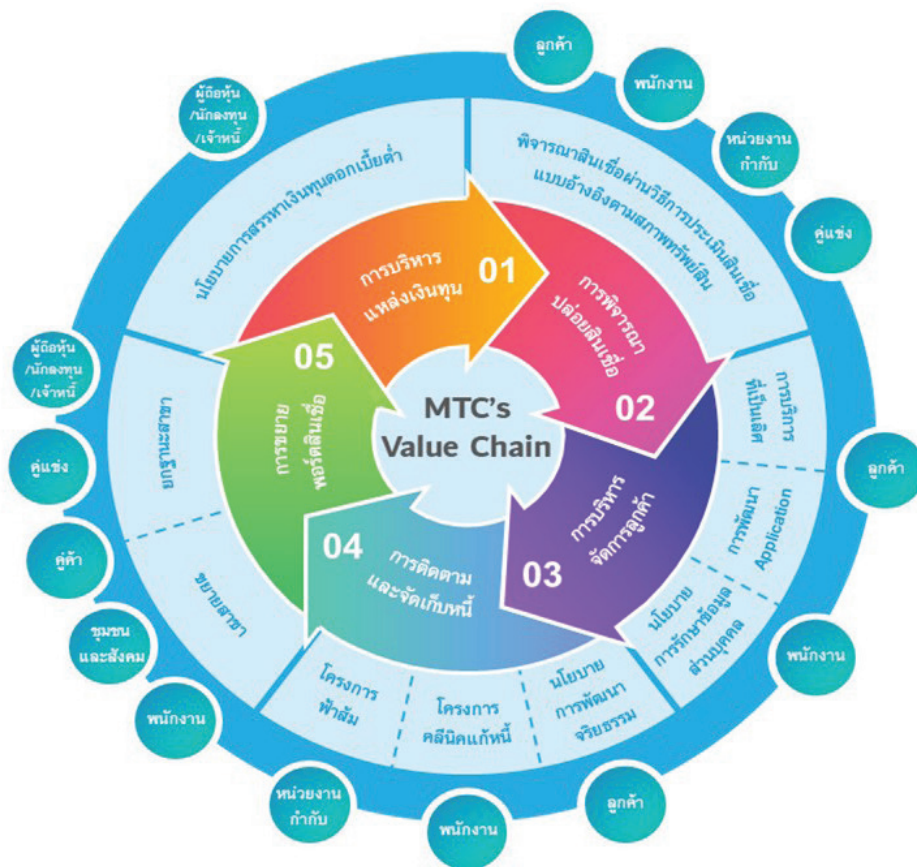 MTC's
Value Chain
01
การบริหาร
แหล่งเงินทุน
นโยบายการสรรหาเงินทุนดอกเบี้ยต่ำ
ผู้ถือหุ้น
/นักลงทุน
/เจ้าหนี้
02
การพิจารณา
ปล่อยสินเชื่อ
พิจารณาสินเชื่อผ่านวิธีการประเมินสินเชื่อ
แบบอ้างอิงตามสภาพทรัพย์สิน
ลูกค้า
พนักงาน
หน่วยงาน
กำกับ
คู่แข่ง
03
การบริหาร
จัดการลูกค้า
การบริการ
ที่เป็นเลิศ
การพัฒนา
Application
นโยบาย
การรักษาข้อมูล
ส่วนบุคคล
ลูกค้า
พนักงาน
04
การติดตาม
และจัดเก็บหนี้
นโยบาย
การพัฒนา
จริยธรรม
โครงการ
คลีนิคแก้หนี้
โครงการ
ฟ้าส้ม
ลูกค้า
พนักงาน
หน่วยงาน
กำกับ
05
การขยาย
พอร์ตสินเชื่อ
ขยายสาขา
ยกฐานะสาขา
พนักงาน
ชุมชน
และสังคม
คู่ค้า
คู่แข่ง
ผู้ถือหุ้น
/นักลงทุน
/เจ้าหนี้